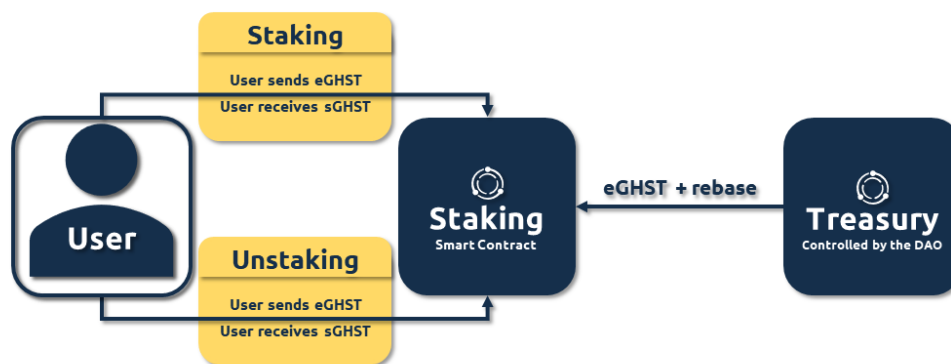 Staking
User sends eGHST
User receives sGHST
User
Unstaking
User sends eGHST
User receives sGHST
Staking
Smart Contract
eGHST + rebase
Treasury
Controlled by the DAO